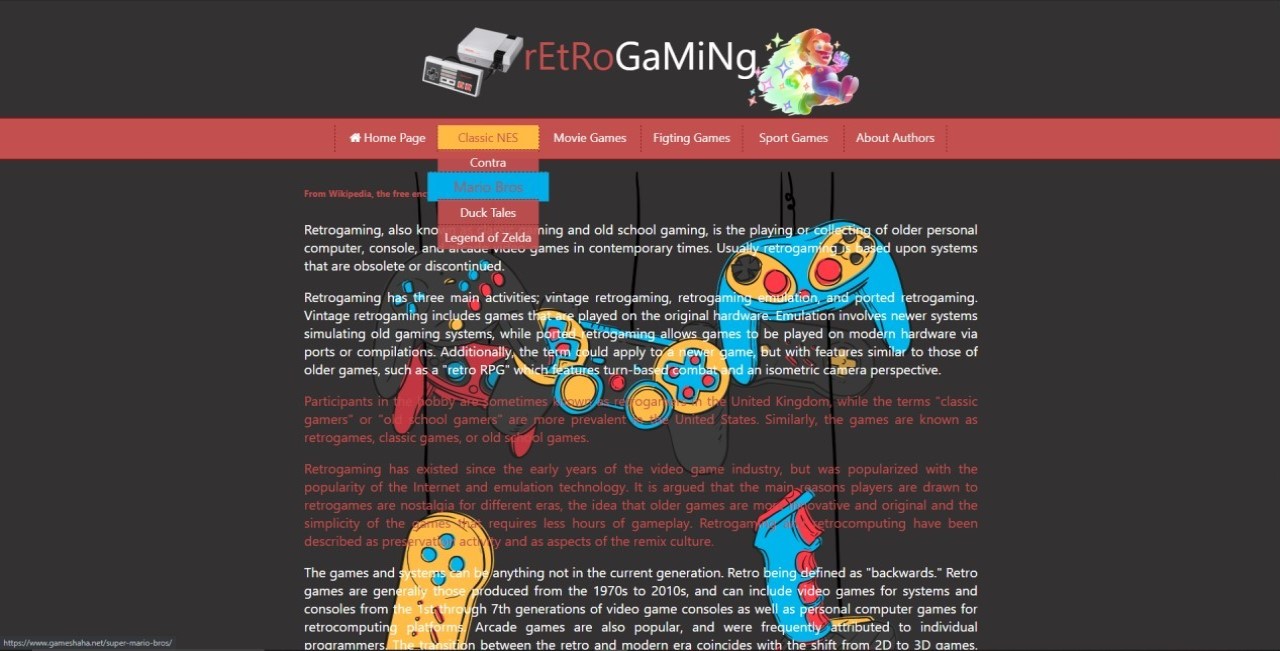 rEtRoGaMiNg
Home Page
Classic NES
Movie Games
Figting Games
Sport Games
About Authors
Contra
Mario Bros
Duck Tales
Legend of Zelda
From Wikipedia, the free
Retrogaming, also ning and old school gaming, is the playing or collecting of older personal
computer, console, and arcade video games in contemporary times. Usually retrogaming is based upon systems
that are obsolete or discontinued.
Retrogaming has three main activities; vintage retrogaming, retrogaming emulation, and ported retrogaming.
Vintage retrogaming includes games that are played on the original hardware. Emulation involves newer systems
simulating old gaming systems, while ported retrogaming allows games to be played on modern hardware via
ports or compilations. Additionally, the term could apply to a newer game, but with features similar to those of
older games, such as a "retro RPG" which features turn-based combat and an isometric camera perspective.
Participants in the hobby are sometimes known as retrogamers in the United Kingdom, while the terms "classic
gamers" or "old school gamers" are more prevalent in the United States. Similarly, the games are known as
retrogames, classic games, or old school games.
Retrogaming has existed since the early years of the video game industry, but was popularized with the
popularity of the Internet and emulation technology. It is argued that the main reasons players are drawn to
retrogames are nostalgia for different eras, the idea that older games are more innovative and original and the
simplicity of the games that requires less hours of gameplay. Retrogaming and retrocomputing have been
described as preservation activity and as aspects of the remix culture.
The games and systems can be anything not in the current generation. Retro being defined as "backwards." Retro
games are generally those produced from the 1970s to 2010s, and can include video games for systems and
consoles from the 1st through 7th generations of video game consoles as well as personal computer games for
retrocomputing platforms. Arcade games are also popular, and were frequently attributed to individual
programmers. The transition between the retro and modern era coincides with the shift from 2D to 3D games.
https://www.gameshaha.net/super-mario-bros/